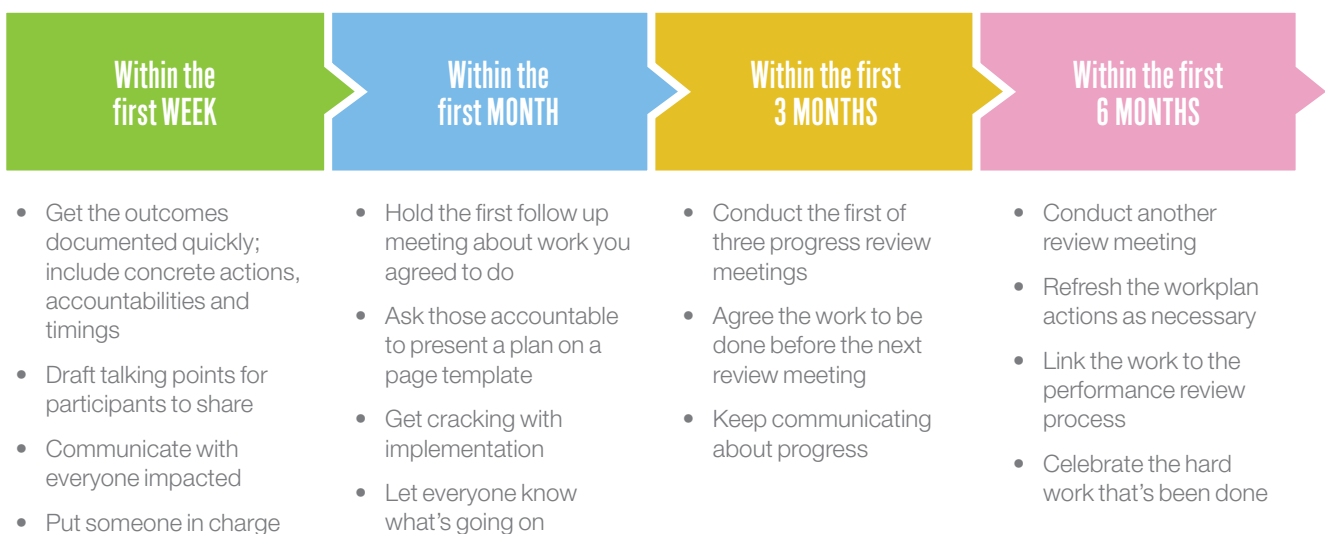 Within the
first WEEK
Within the
first MONTH
Within the first
3 MONTHS
Within the first
6 MONTHS
• Get the outcomes
documented quickly;
include concrete actions,
accountabilities and
timings
• Draft talking points for
participants to share
• Communicate with
everyone impacted
• Put someone in charge
• Hold the first follow up
meeting about work you
agreed to do
• Ask those accountable
to present a plan on a
page template
• Get cracking with
implementation
• Let everyone know
what's going on
• Conduct the first of
three progress review
meetings
• Agree the work to be
done before the next
review meeting
• Keep communicating
about progress
• Conduct another
review meeting
• Refresh the workplan
actions as necessary
• Link the work to the
performance review
process
• Celebrate the hard
work that's been done